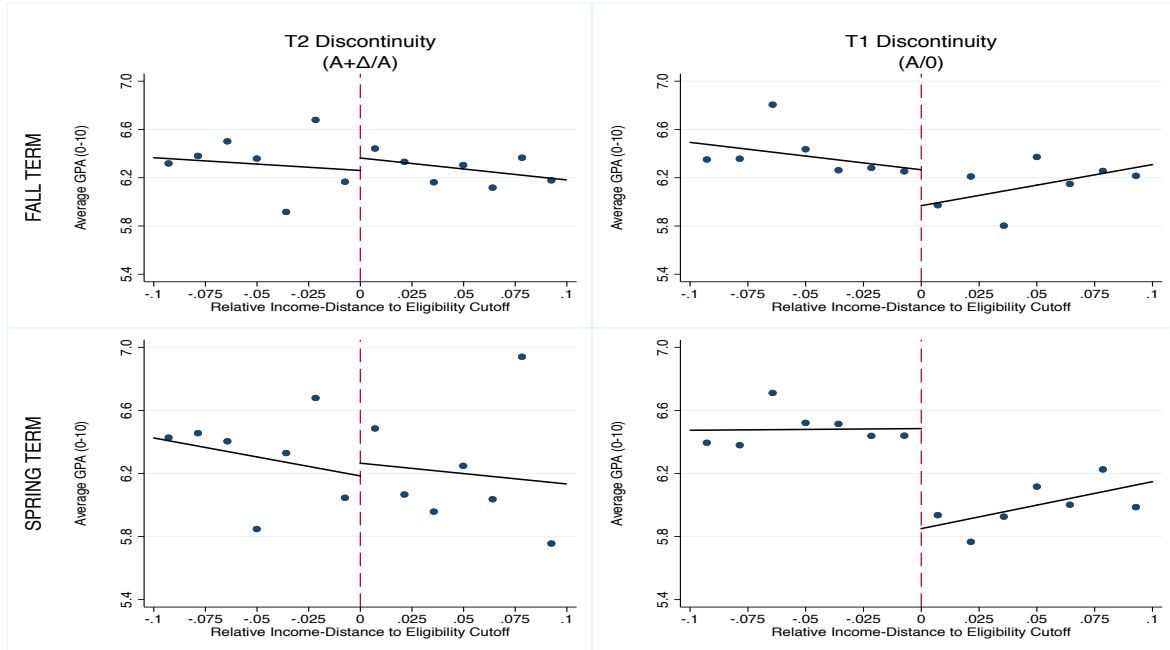 T2 Discontinuity
(A+Δ/A)
T1 Discontinuity
(A/0)
FALL TERM
Average GPA (0-10)
7.0
6.6
6.2
5.8
5.4
-.1 -.075 -.05 -.025 0 .025 .05 .075 .1
Relative Income-Distance to Eligibility Cutoff
Average GPA (0-10)
7.0
6.6
6.2
5.8
5.4
-.1 -.075 -.05 -.025 0 .025 .05 .075 .1
Relative Income-Distance to Eligibility Cutoff
SPRING TERM
Average GPA (0-10)
7.0
6.6
6.2
5.8
5.4
-.1 -.075 -.05 -.025 0 .025 .05 .075 .1
Relative Income-Distance to Eligibility Cutoff
Average GPA (0-10)
7.0
6.6
6.2
5.8
5.4
-.1 -.075 -.05 -.025 0 .025 .05 .075 .1
Relative Income-Distance to Eligibility Cutoff